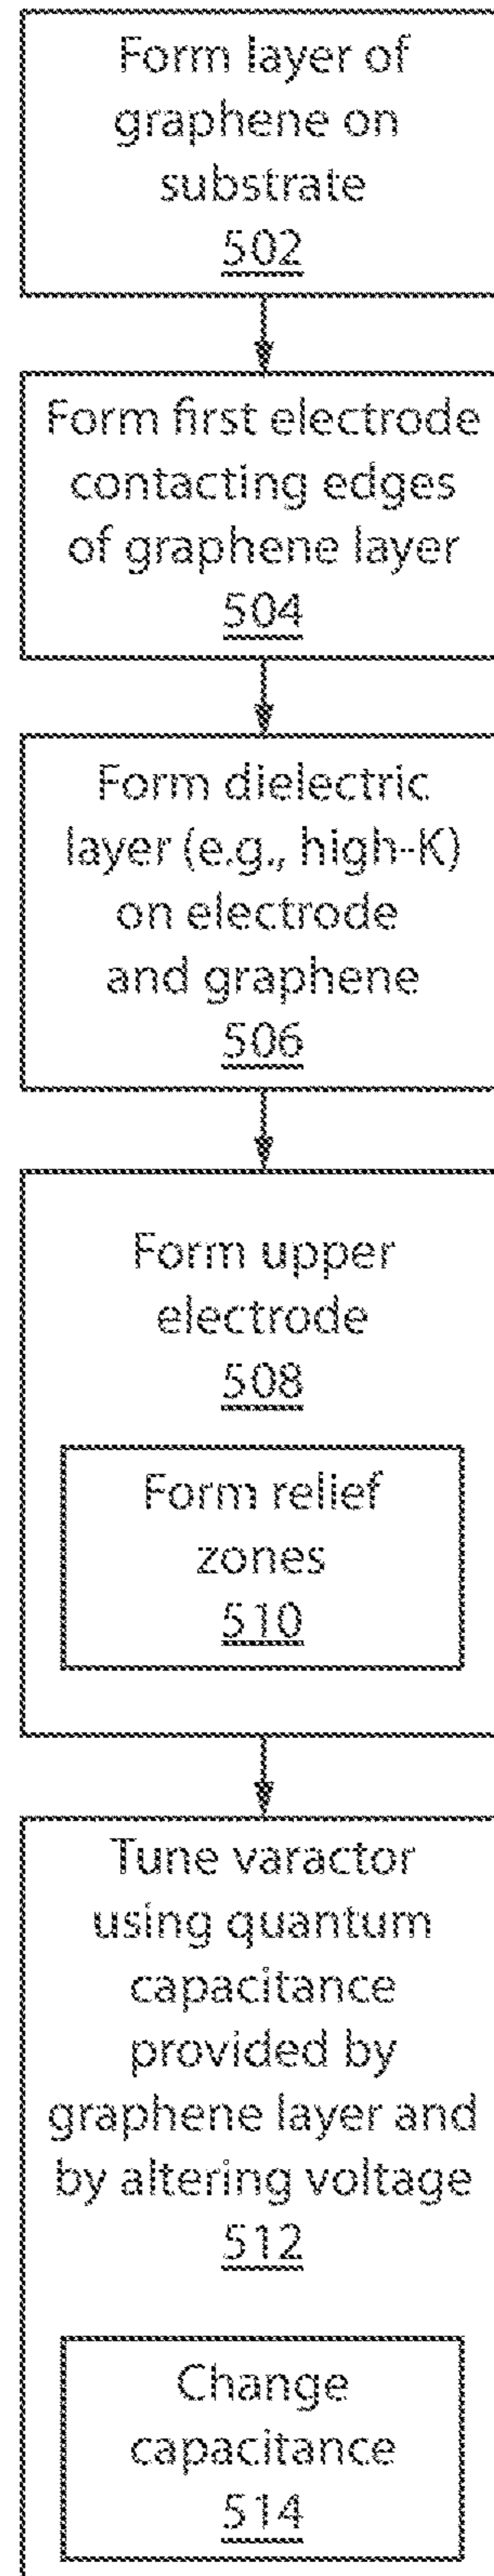 Form layer of
graphene on
substrate
502
Form first electrode
contacting edges
of graphene layer
504
Form dielectric
layer (e.g., high-K)
on electrode
and graphene
506
Form upper
electrode
508
Form relief
zones
510
Tune varactor
using quantum
capacitance
provided by
graphene layer and
by altering voltage
512
Change
capacitance
514